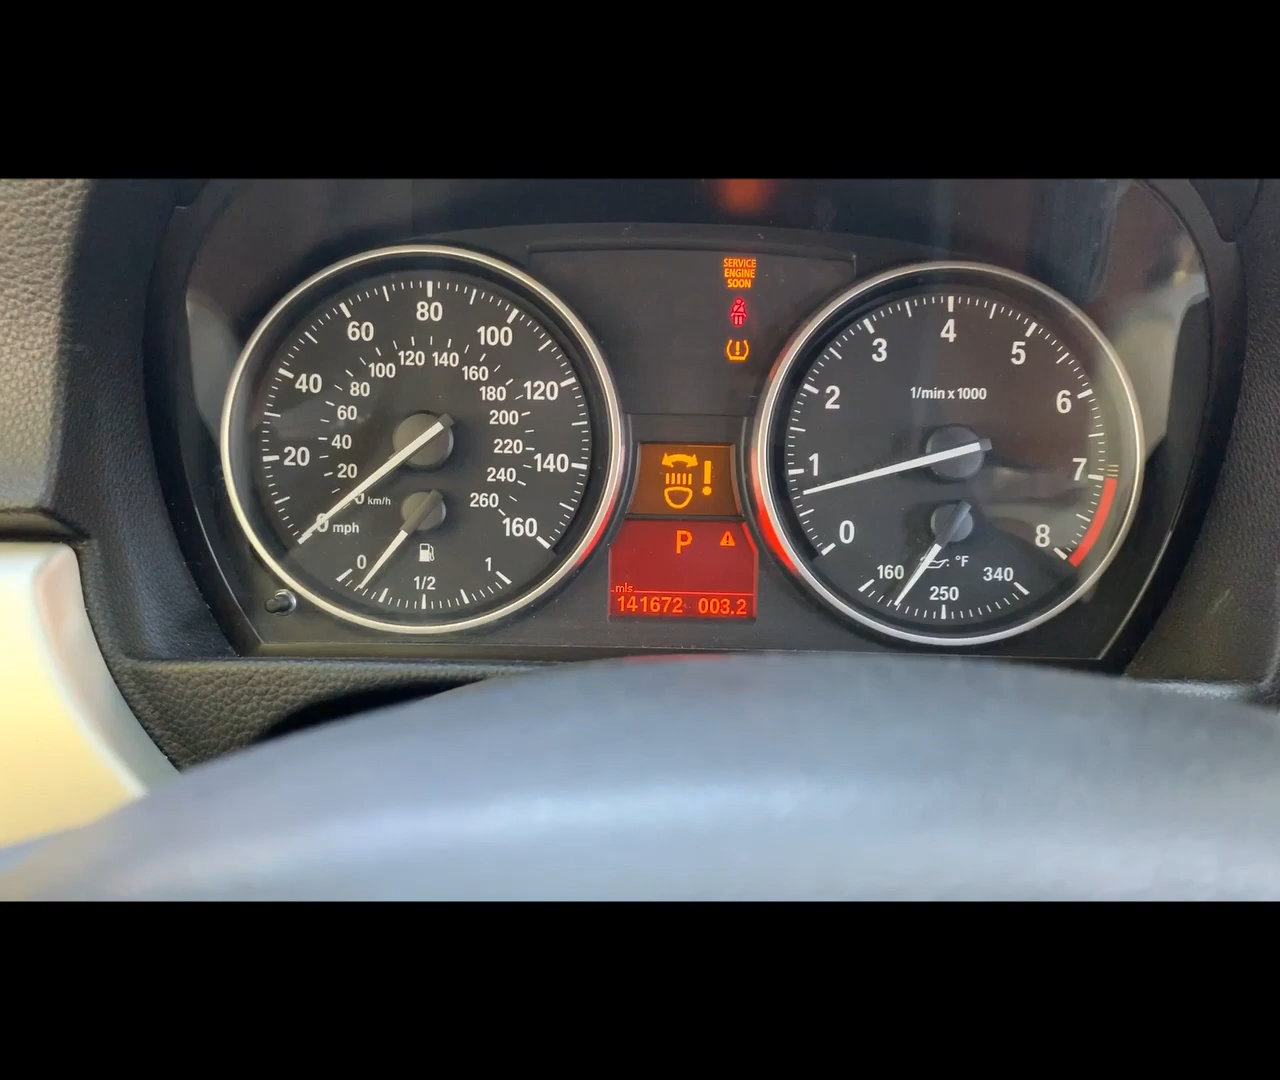 SERVICE
ENGINE
SOON
20 40 60 80 100 120 140 160
20 40 60 80 100 120 140 160 180 200 220 240 260
0 km/h
0 mph
0 1/2 1
!
P
mls
141672 003.2
0 1 2 3 4 5 6 7 8
1/min x 1000
°F
160 250 340